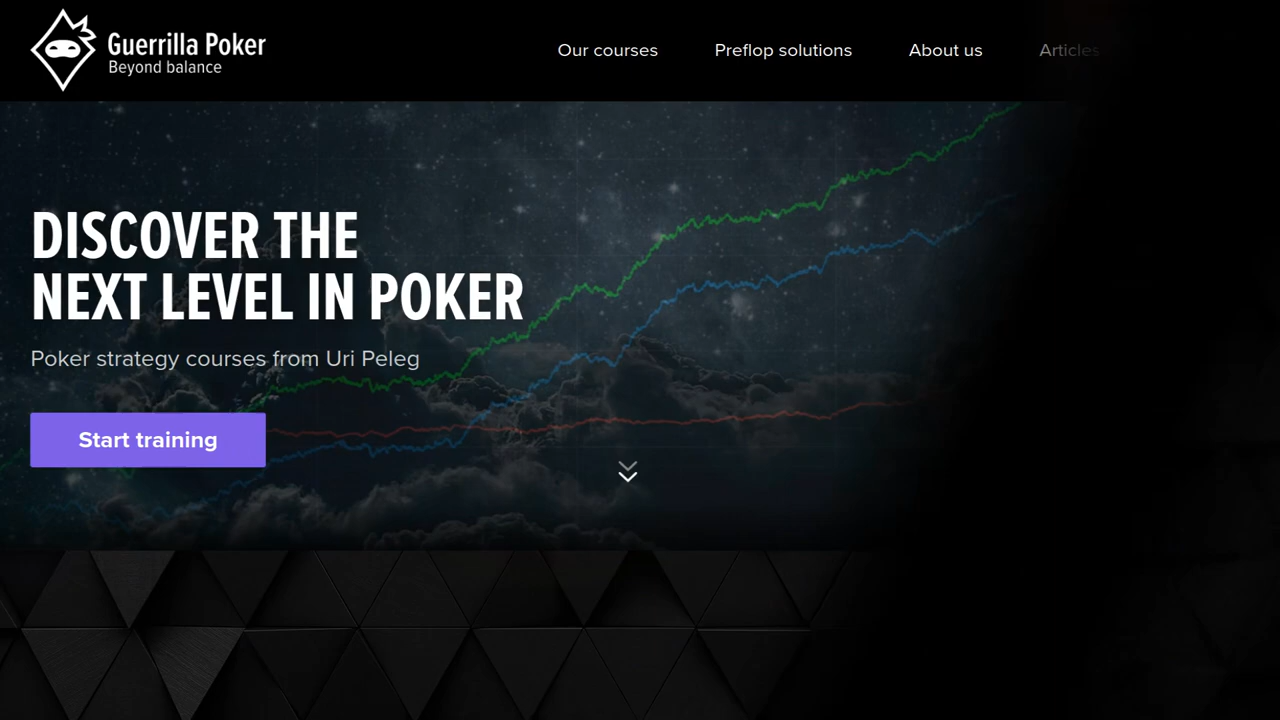 Guerrilla Poker
Beyond balance
Our courses
Preflop solutions
About us
Articles
DISCOVER THE
NEXT LEVEL IN POKER
Poker strategy courses from Uri Peleg
Start training